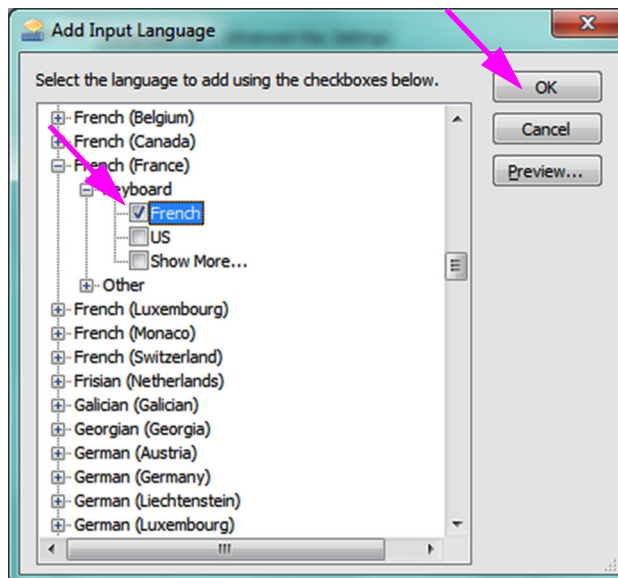 Add Input Language
Select the language to add using the checkboxes below.
French (Belgium)
French (Canada)
French (France)
Keyboard
French
US
Show More...
Other
French (Luxembourg)
French (Monaco)
French (Switzerland)
Frisian (Netherlands)
Galician (Galician)
Georgian (Georgia)
German (Austria)
German (Germany)
German (Liechtenstein)
German (Luxembourg)
OK
Cancel
Preview...